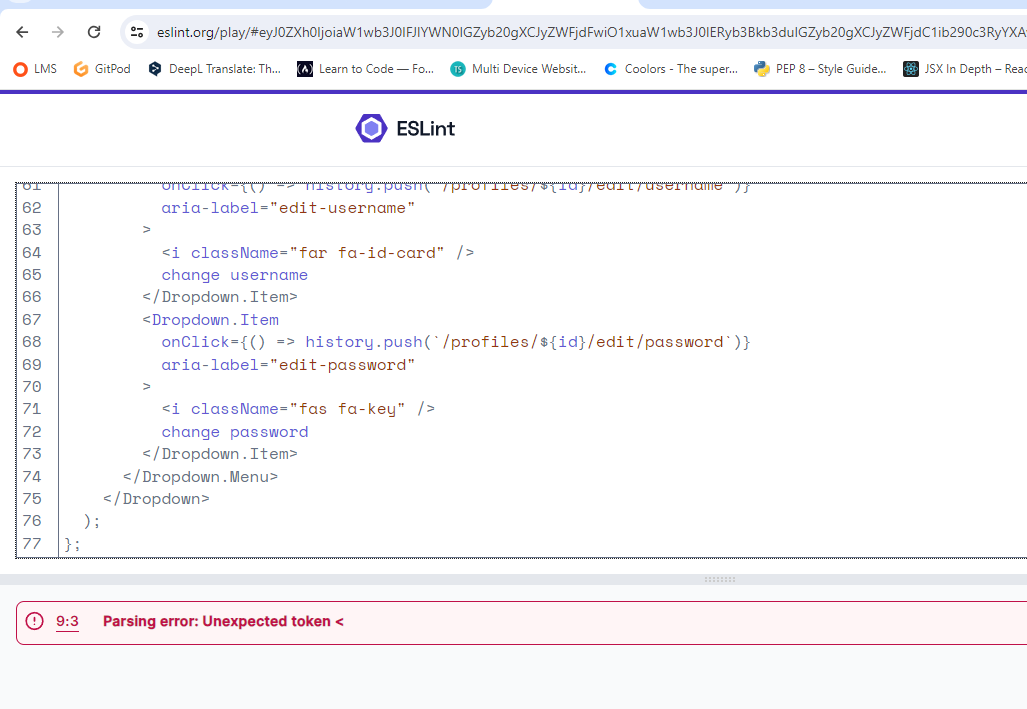 eslint.org/play/#eyJ0ZXh0IjoiaW1wb3J0IFJlYWN0IGZyb20gXCJyZWFjdFwiO1xuaW1wb3J0IERyb3Bkb3duIGZyb20gXCJyZWFjdC1ib290c3RyYXA
LMS GitPod DeepL Translate: Th... Learn to Code — Fo... TS Multi Device Websit... Coolors - The super... PEP 8 – Style Guide... JSX In Depth – Reac
ESLint
61 onClick={() => history.push(`/profiles/${id}/edit/username`)}
62 aria-label="edit-username"
63 >
64 <i className="far fa-id-card" />
65 change username
66 </Dropdown.Item>
67 <Dropdown.Item
68 onClick={() => history.push(`/profiles/${id}/edit/password`)}
69 aria-label="edit-password"
70 >
71 <i className="fas fa-key" />
72 change password
73 </Dropdown.Item>
74 </Dropdown.Menu>
75 </Dropdown>
76 );
77 };
9:3 Parsing error: Unexpected token <